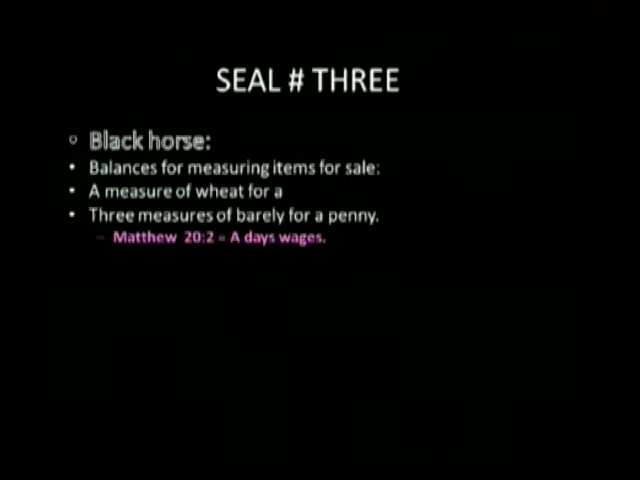 SEAL # THREE
Black horse:
Balances for measuring items for sale:
A measure of wheat for a
Three measures of barely for a penny.
– Matthew 20:2 = A days wages.